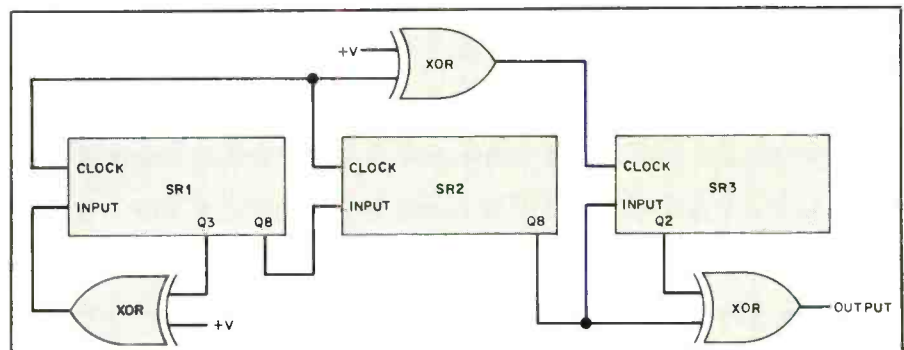 +V
XOR
CLOCK
SR1
INPUT
Q3
Q8
CLOCK
SR2
INPUT
Q8
CLOCK
SR3
INPUT
Q2
XOR
+V
XOR
OUTPUT